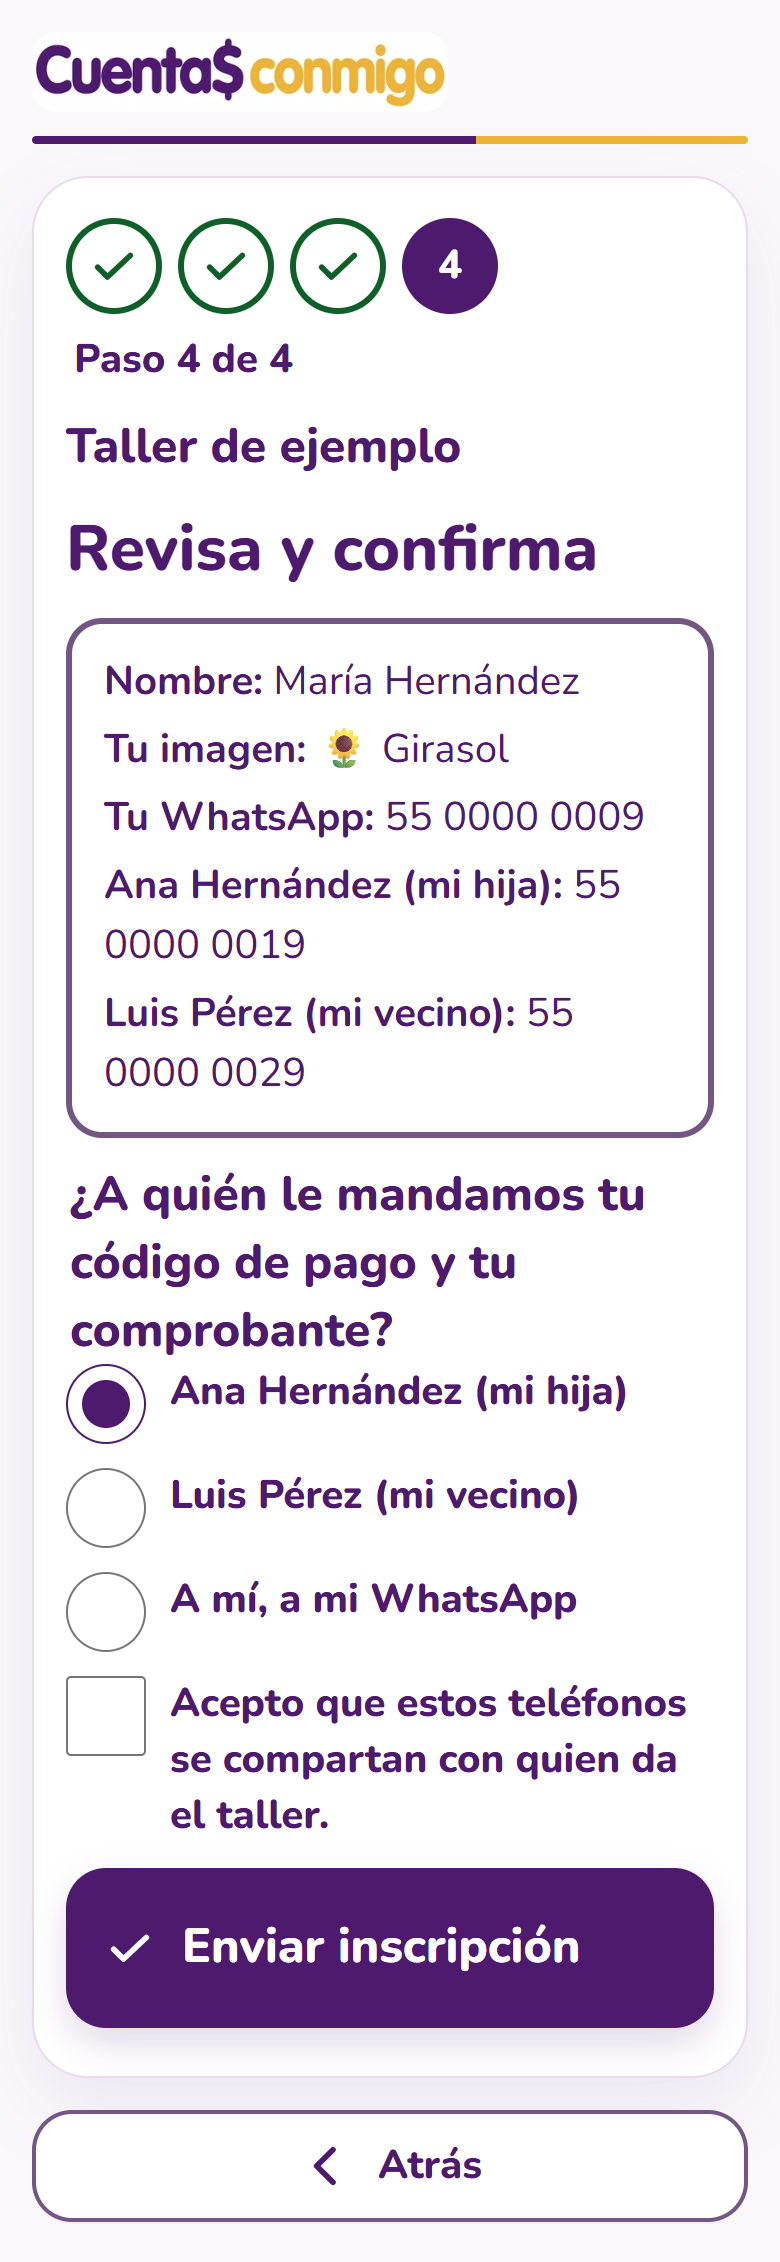 Cuenta$ conmigo
4
Paso 4 de 4
Taller de ejemplo
Revisa y confirma
Nombre: María Hernández
Tu imagen: 🌻 Girasol
Tu WhatsApp: 55 0000 0009
Ana Hernández (mi hija): 55
0000 0019
Luis Pérez (mi vecino): 55
0000 0029
¿A quién le mandamos tu
código de pago y tu
comprobante?
Ana Hernández (mi hija)
Luis Pérez (mi vecino)
A mí, a mi WhatsApp
Acepto que estos teléfonos
se compartan con quien da
el taller.
Enviar inscripción
Atrás